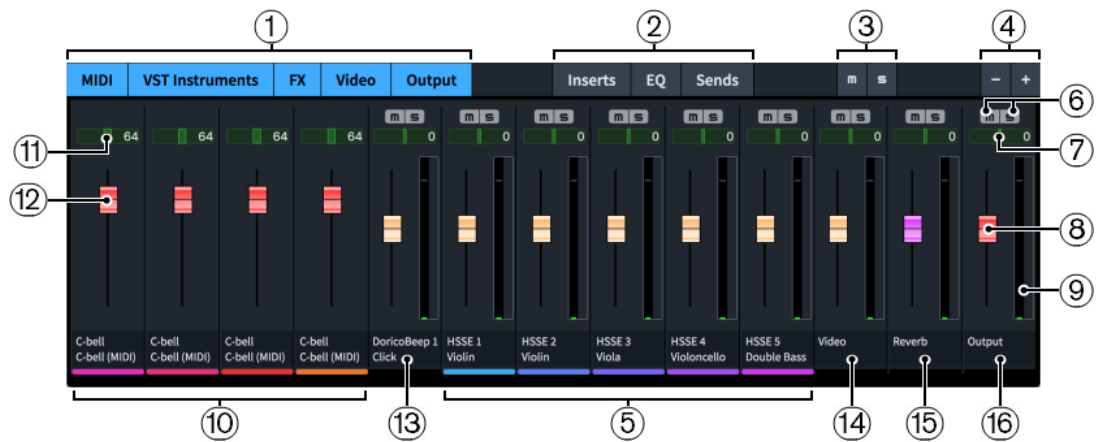 1 2 3 4
MIDI VST Instruments FX Video Output Inserts EQ Sends m s - +
6
m s m s m s m s m s m s m s m s m s
64 64 64 64 0 0 0 0 0 0 0 0 0
7
11
12
8
9
C-bell C-bell C-bell C-bell DoricoBeep 1 HSSE 1 HSSE 2 HSSE 3 HSSE 4 HSSE 5 Video Reverb Output
C-bell (MIDI) C-bell (MIDI) C-bell (MIDI) C-bell (MIDI) Click Violin Violin Viola Violoncello Double Bass
10 13 5 14 15 16